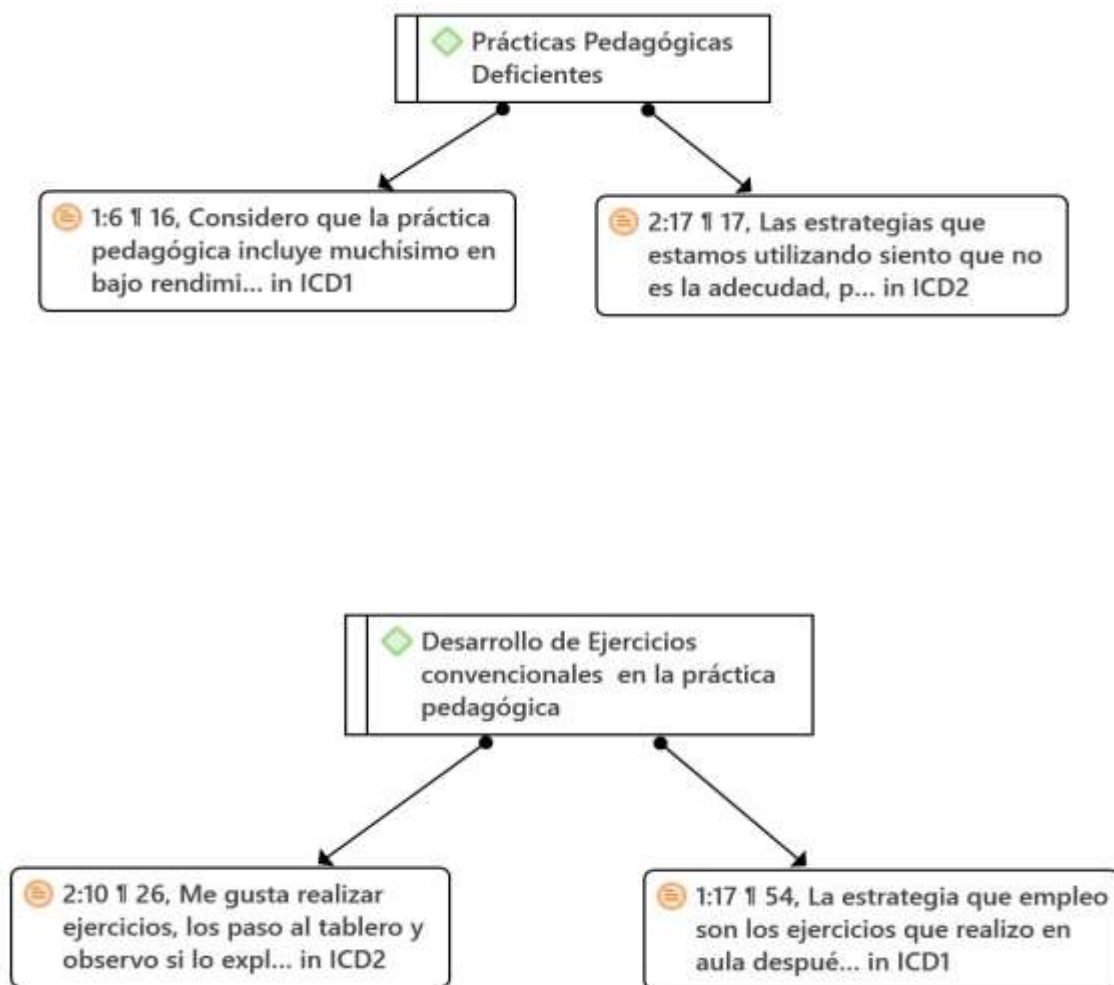 Prácticas Pedagógicas
Deficientes
1:6 ¶ 16, Considero que la práctica
pedagógica incluye muchísimo en
bajo rendimi... in ICD1
2:17 ¶ 17, Las estrategias que
estamos utilizando siento que no
es la adecudad, p... in ICD2
Desarrollo de Ejercicios
convencionales en la práctica
pedagógica
2:10 ¶ 26, Me gusta realizar
ejercicios, los paso al tablero y
observo si lo expl... in ICD2
1:17 ¶ 54, La estrategia que empleo
son los ejercicios que realizo en
aula despué... in ICD1